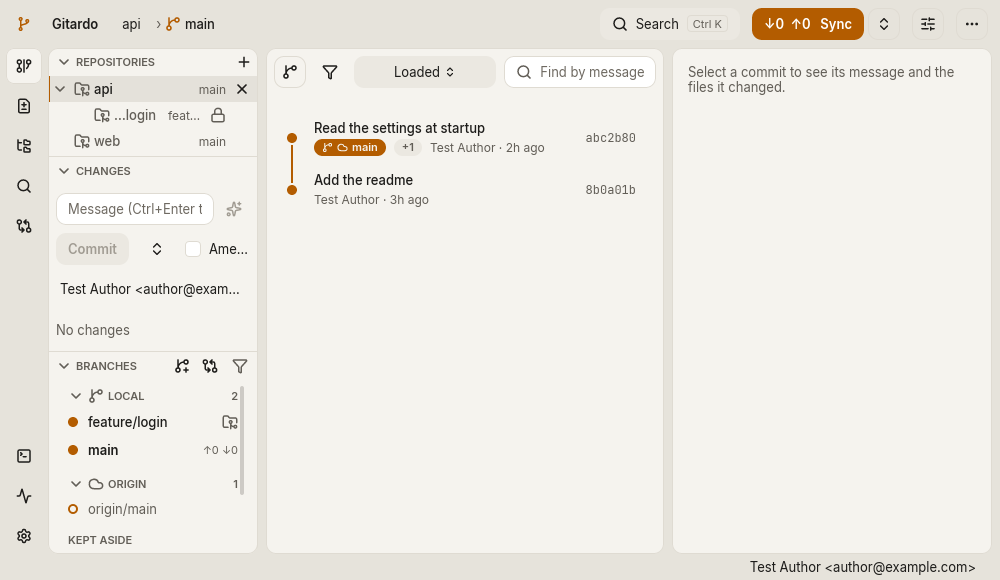 Gitardo api main Search Ctrl K ↓0 ↑0 Sync
REPOSITORIES
api main
...login feat...
web main
CHANGES
Message (Ctrl+Enter t
Commit Ame...
Test Author <author@exam...
No changes
BRANCHES
LOCAL 2
feature/login
main ↑0 ↓0
ORIGIN 1
origin/main
KEPT ASIDE
Loaded Find by message
Read the settings at startup abc2b80
main +1 Test Author · 2h ago
Add the readme 8b0a01b
Test Author · 3h ago
Select a commit to see its message and the
files it changed.
Test Author <author@example.com>